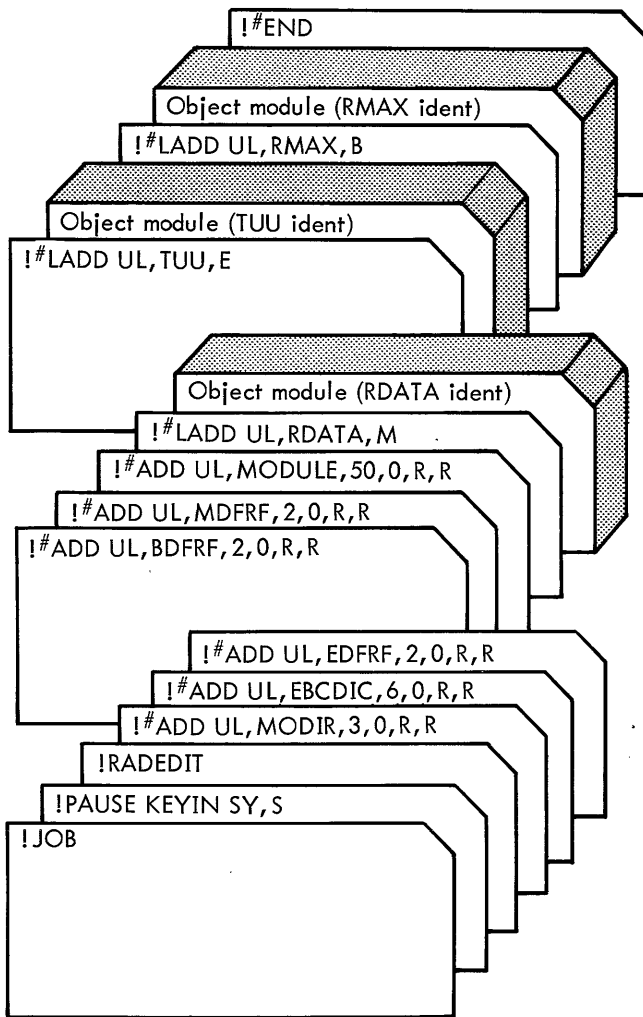 !#END
Object module (RMAX ident)
!#LADD UL,RMAX,B
Object module (TUU ident)
!#LADD UL,TUU,E
Object module (RDATA ident)
!#LADD UL,RDATA,M
!#ADD UL,MODULE,50,0,R,R
!#ADD UL,MDFRF,2,0,R,R
!#ADD UL,BDFRF,2,0,R,R
!#ADD UL,EDFRF,2,0,R,R
!#ADD UL,EBCDIC,6,0,R,R
!#ADD UL,MODIR,3,0,R,R
!RADEDIT
!PAUSE KEYIN SY,S
!JOB